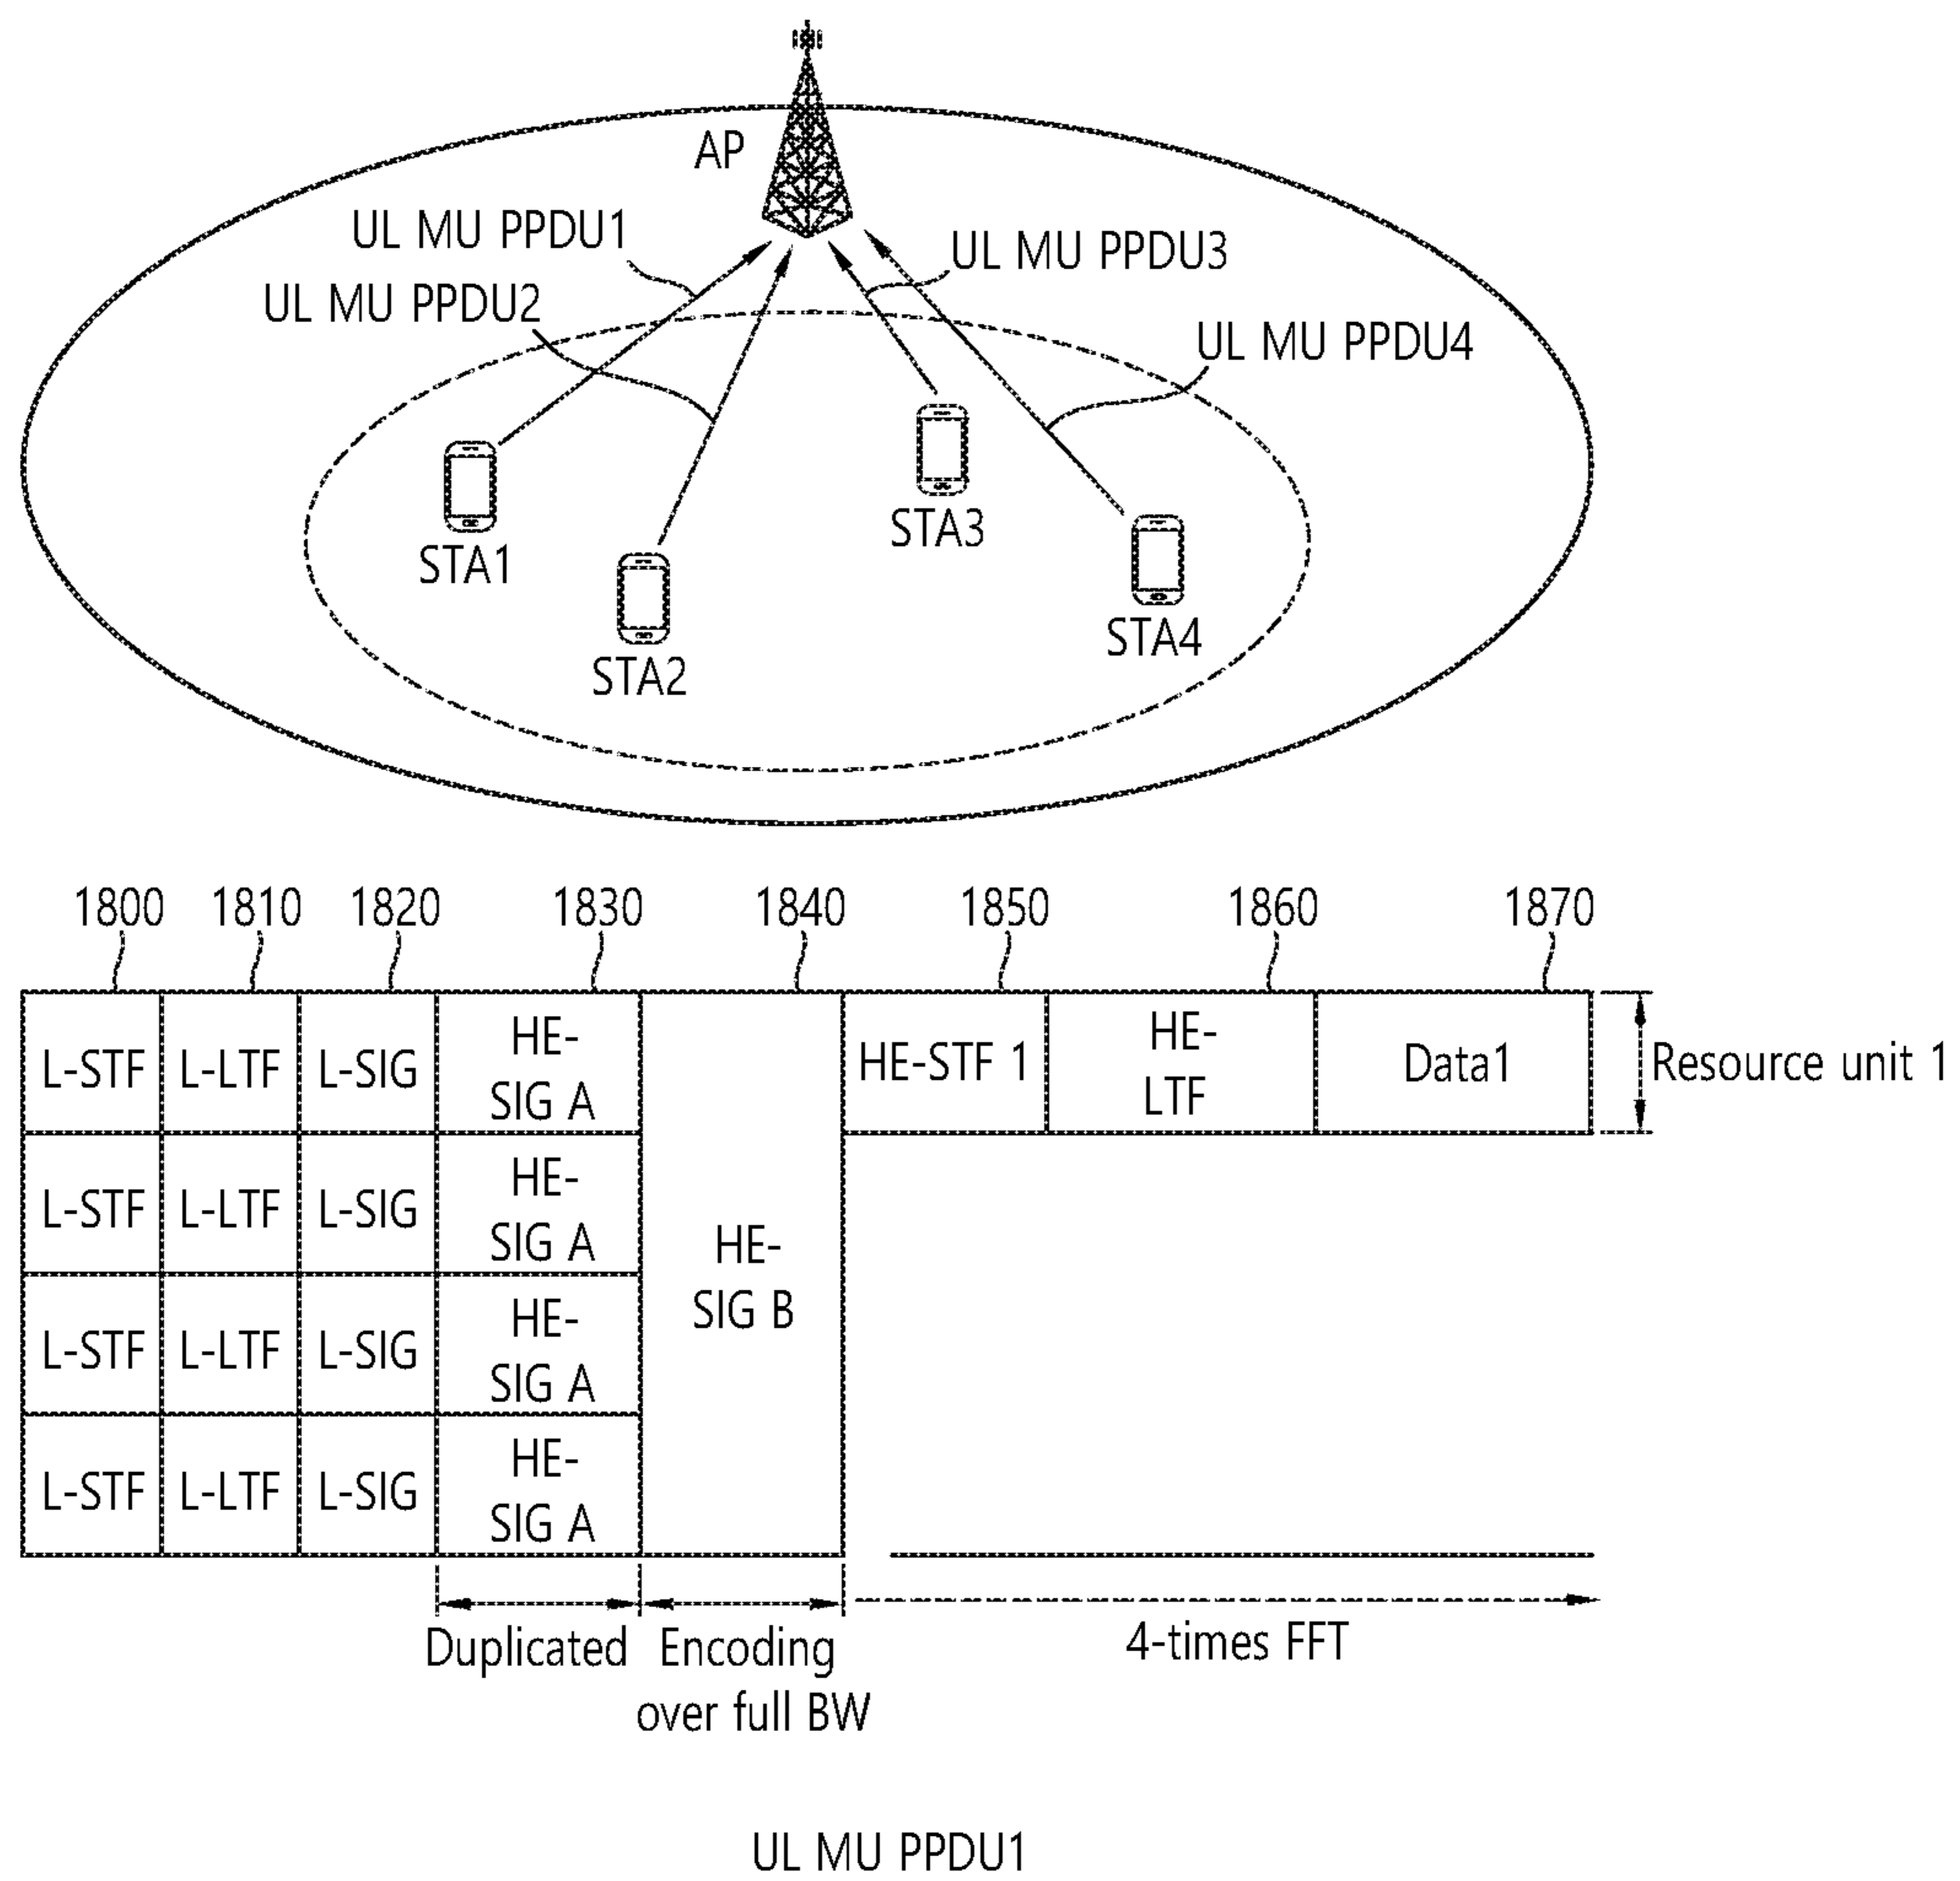 AP
UL MU PPDU1
UL MU PPDU3
UL MU PPDU2
UL MU PPDU4
STA1
STA3
STA2
STA4
1800 1810 1820 1830 1840 1850 1860 1870
L-STF L-LTF L-SIG HE-
SIG A
HE-STF 1 HE-
LTF
Data1 Resource unit 1
L-STF L-LTF L-SIG HE-
SIG A
HE-
SIG B
L-STF L-LTF L-SIG HE-
SIG A
L-STF L-LTF L-SIG HE-
SIG A
Duplicated
Encoding
over full BW
4-times FFT
UL MU PPDU1